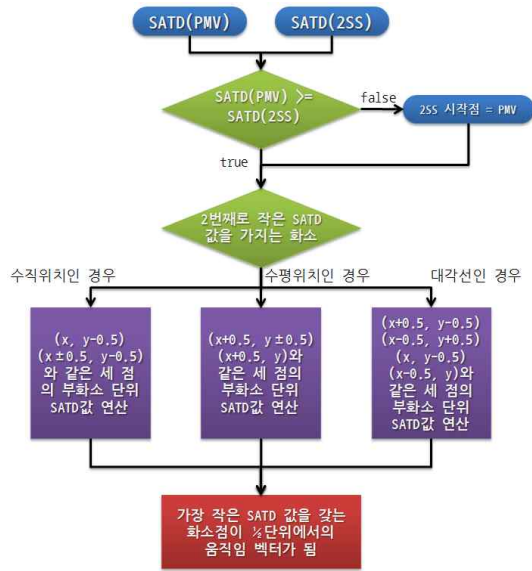 SATD(PMV)
SATD(2SS)
SATD(PMV) >=
SATD(2SS)
false
2SS 시작점 = PMV
true
2번째로 작은 SATD
값을 가지는 화소
수직위치인 경우
수평위치인 경우
대각선인 경우
(x, y-0.5)
(x±0.5, y-0.5)
와 같은 세 점
의 부화소 단위
SATD값 연산
(x+0.5, y±0.5)
(x+0.5, y)와
같은 세 점의
부화소 단위
SATD값 연산
(x+0.5, y-0.5)
(x-0.5, y+0.5)
(x, y-0.5)
(x-0.5, y)와
같은 세 점의
부화소 단위
SATD값 연산
가장 작은 SATD 값을 갖는
화소점이 ½단위에서의
움직임 벡터가 됨